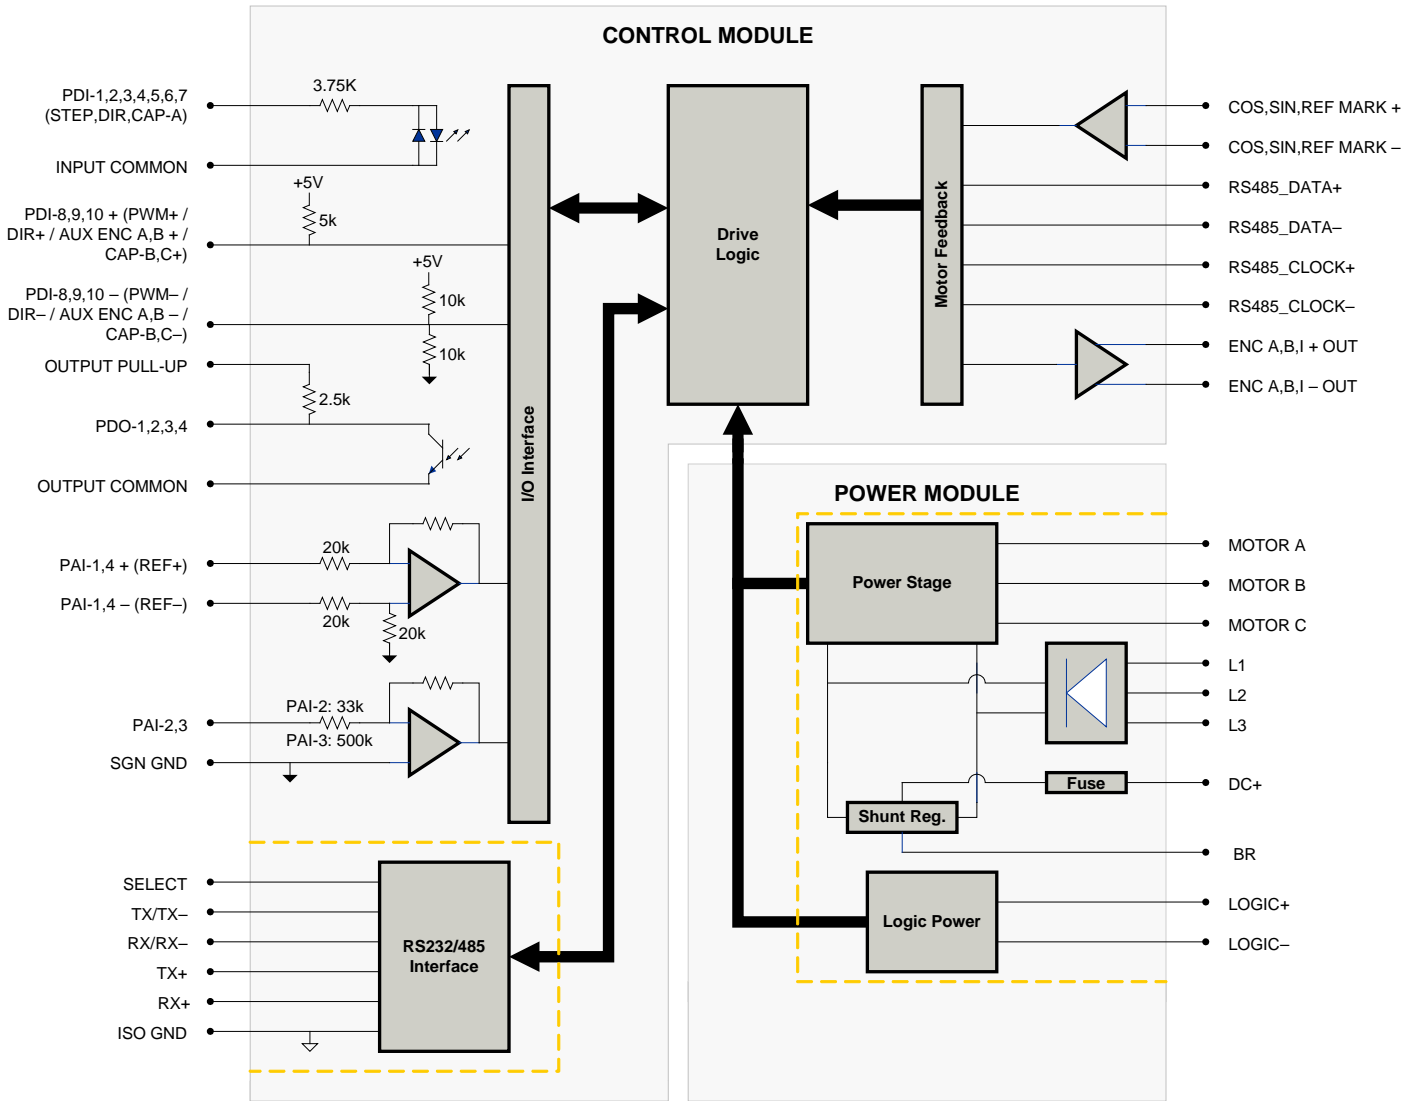 CONTROL MODULE
PDI-1,2,3,4,5,6,7
(STEP,DIR,CAP-A)
3.75K
INPUT COMMON
+5V
PDI-8,9,10 + (PWM+ /
DIR+ / AUX ENC A,B + /
CAP-B,C+)
5k
+5V
PDI-8,9,10 – (PWM– /
DIR– / AUX ENC A,B – /
CAP-B,C–)
10k
10k
OUTPUT PULL-UP
2.5k
PDO-1,2,3,4
OUTPUT COMMON
PAI-1,4 + (REF+)
20k
PAI-1,4 – (REF–)
20k
20k
PAI-2,3
PAI-2: 33k
PAI-3: 500k
SGN GND
I/O Interface
Drive
Logic
Motor Feedback
COS,SIN,REF MARK +
COS,SIN,REF MARK –
RS485_DATA+
RS485_DATA–
RS485_CLOCK+
RS485_CLOCK–
ENC A,B,I + OUT
ENC A,B,I – OUT
SELECT
TX/TX–
RX/RX–
TX+
RX+
ISO GND
RS232/485
Interface
POWER MODULE
Power Stage
MOTOR A
MOTOR B
MOTOR C
L1
L2
L3
Fuse
DC+
Shunt Reg.
BR
Logic Power
LOGIC+
LOGIC–